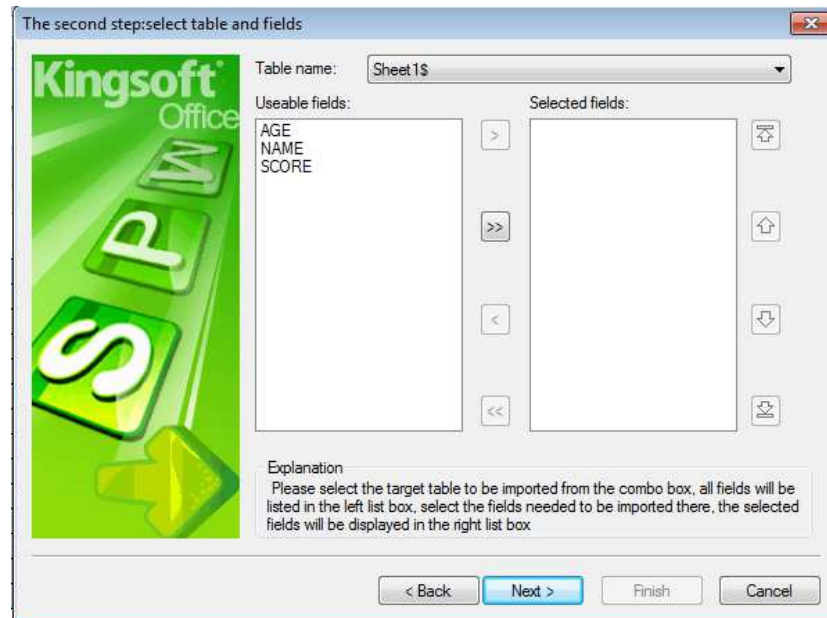 The second step:select table and fields
Kingsoft
Office
W
P
S
Table name: Sheet1$
Useable fields: Selected fields:
AGE
NAME
SCORE
>
>>
<
<<
Explanation
Please select the target table to be imported from the combo box, all fields will be
listed in the left list box, select the fields needed to be imported there, the selected
fields will be displayed in the right list box
< Back Next > Finish Cancel